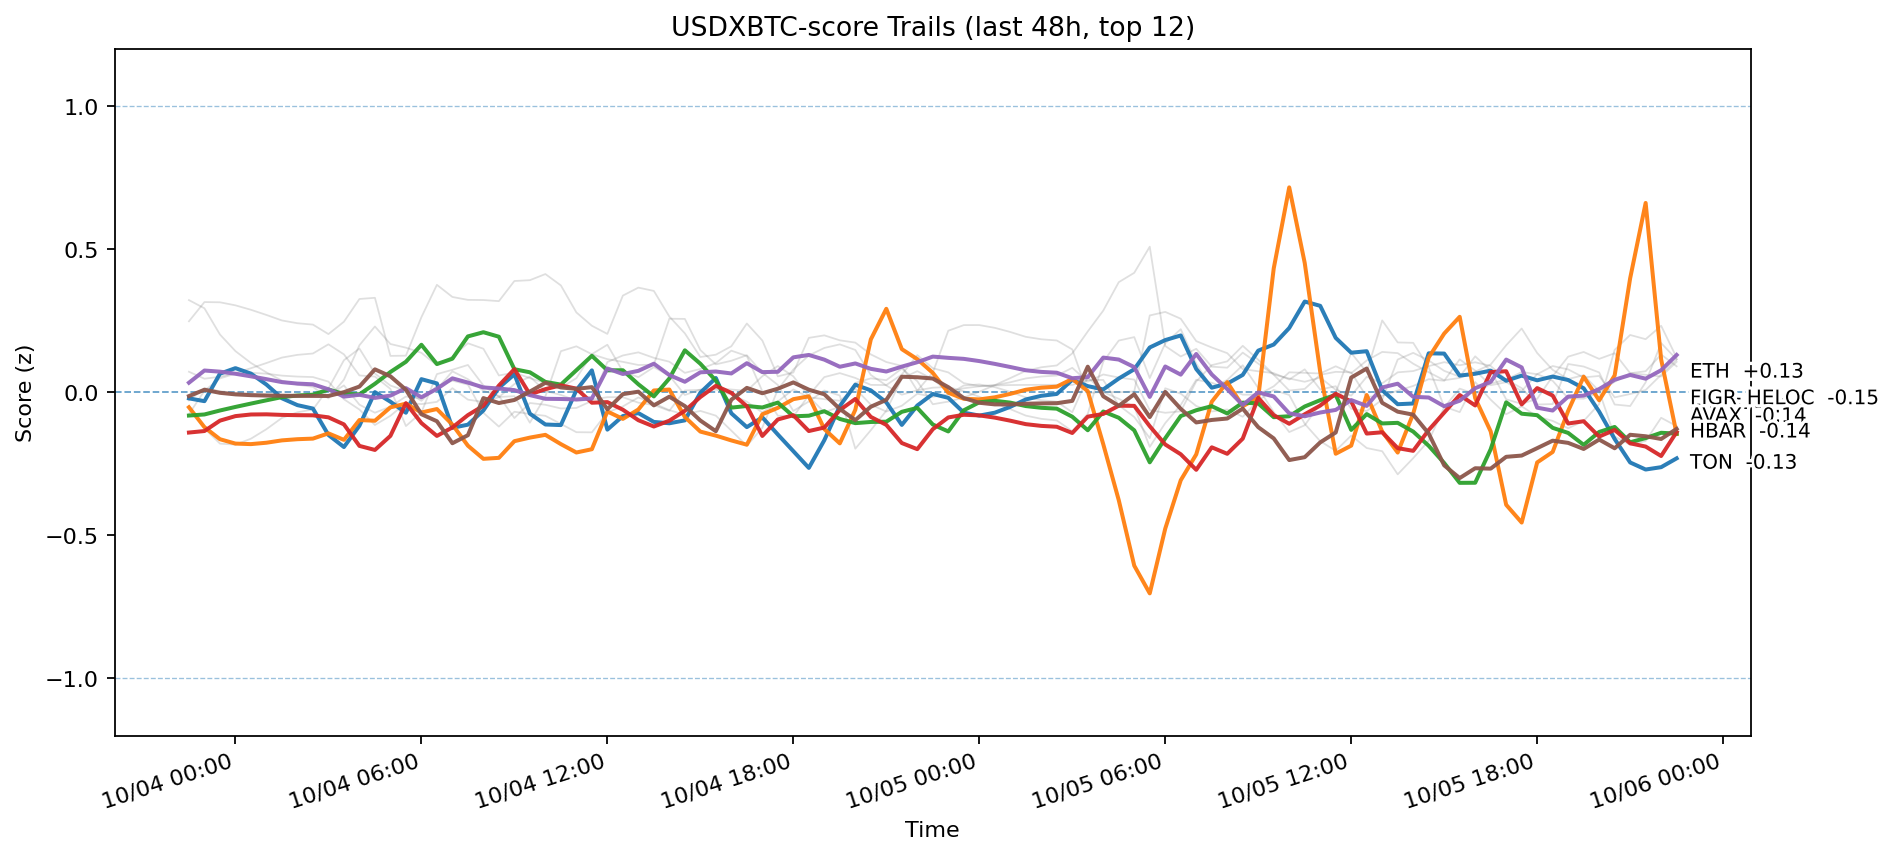 USDXBTC-score Trails (last 48h, top 12)
Score (z)
1.0
0.5
0.0
−0.5
−1.0
ETH +0.13
FIGR- HELOC -0.15
AVAX -0.14
HBAR -0.14
TON -0.13
10/04 00:00
10/04 06:00
10/04 12:00
10/04 18:00
10/05 00:00
10/05 06:00
10/05 12:00
10/05 18:00
10/06 00:00
Time